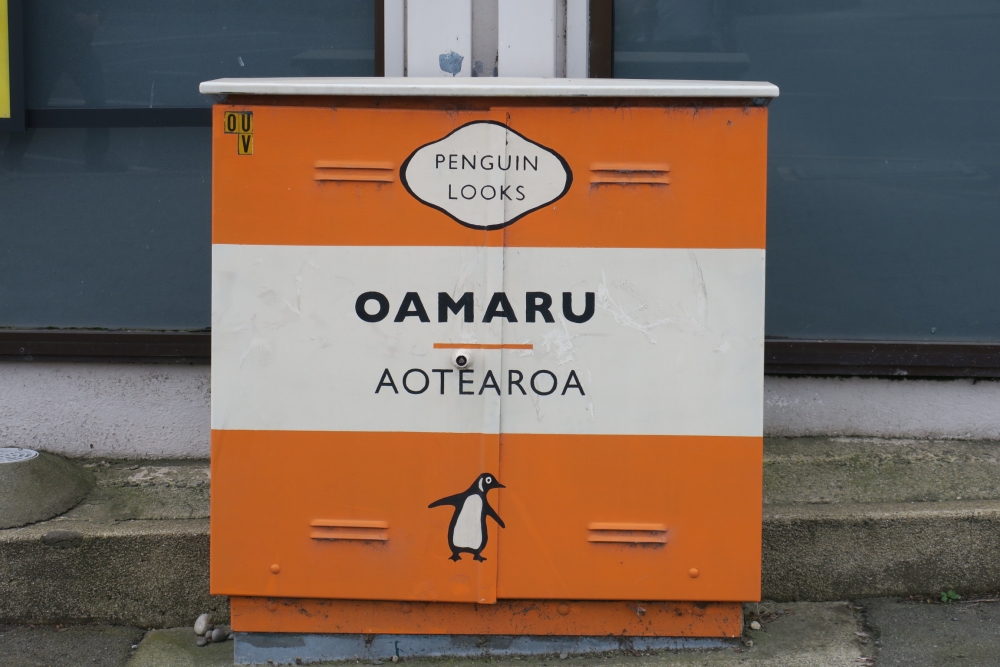 OU
V
PENGUIN
LOOKS
OAMARU
AOTEAROA